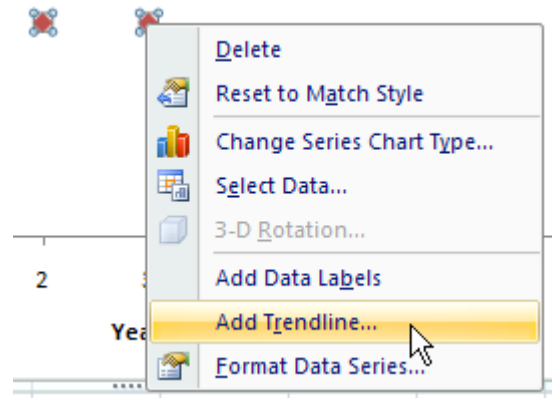 Delete
Reset to Match Style
Change Series Chart Type...
Select Data...
3-D Rotation...
2
Add Data Labels
Add Trendline...
Format Data Series...